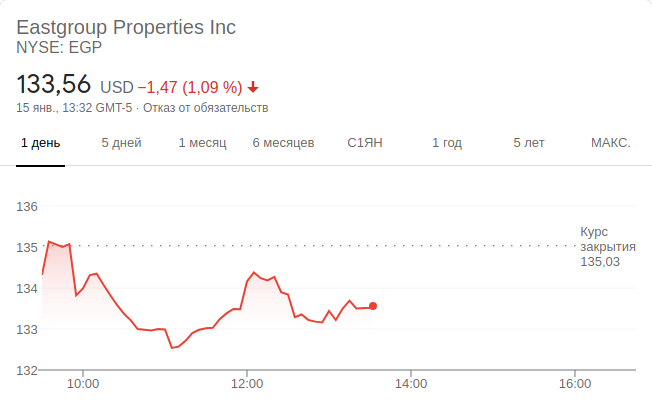 Eastgroup Properties Inc
NYSE: EGP
133,56 USD −1,47 (1,09 %)
15 янв., 13:32 GMT-5 · Отказ от обязательств
1 день 5 дней 1 месяц 6 месяцев С1ЯН 1 год 5 лет МАКС.
136
135
134
133
132
Курс
закрытия
135,03
10:00 12:00 14:00 16:00